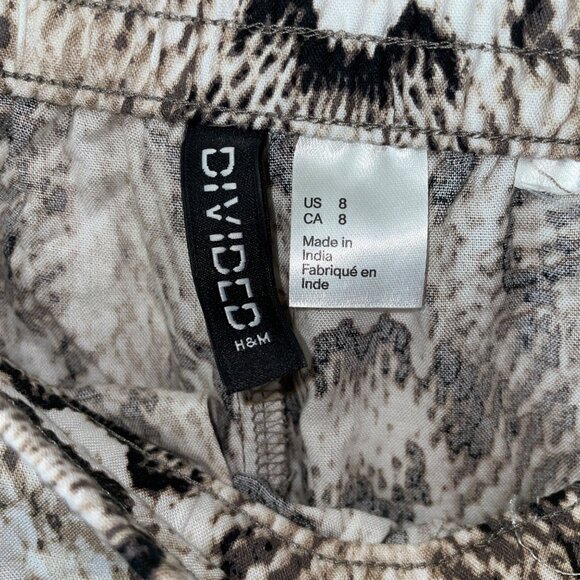 DIVIDED
H&M
US 8
CA 8
Made in
India
Fabriqué en
Inde